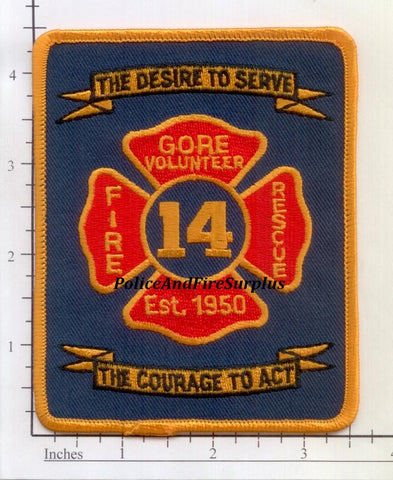 THE DESIRE TO SERVE
GORE
VOLUNTEER
FIRE
14
RESCUE
PoliceAndFireSurplus
Est. 1950
THE COURAGE TO ACT
4
3
2
1
Inches
1
2
3
4